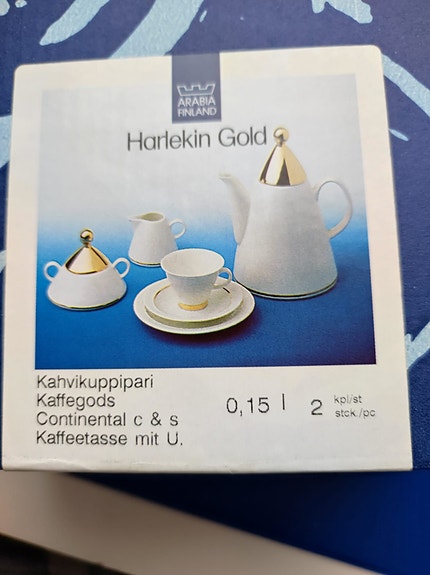 ARABIA
FINLAND
Harlekin Gold
Kahvikuppipari
Kaffegods
Continental c & s
Kaffeetasse mit U.
0,15 l 2 kpl/st
stck./pc